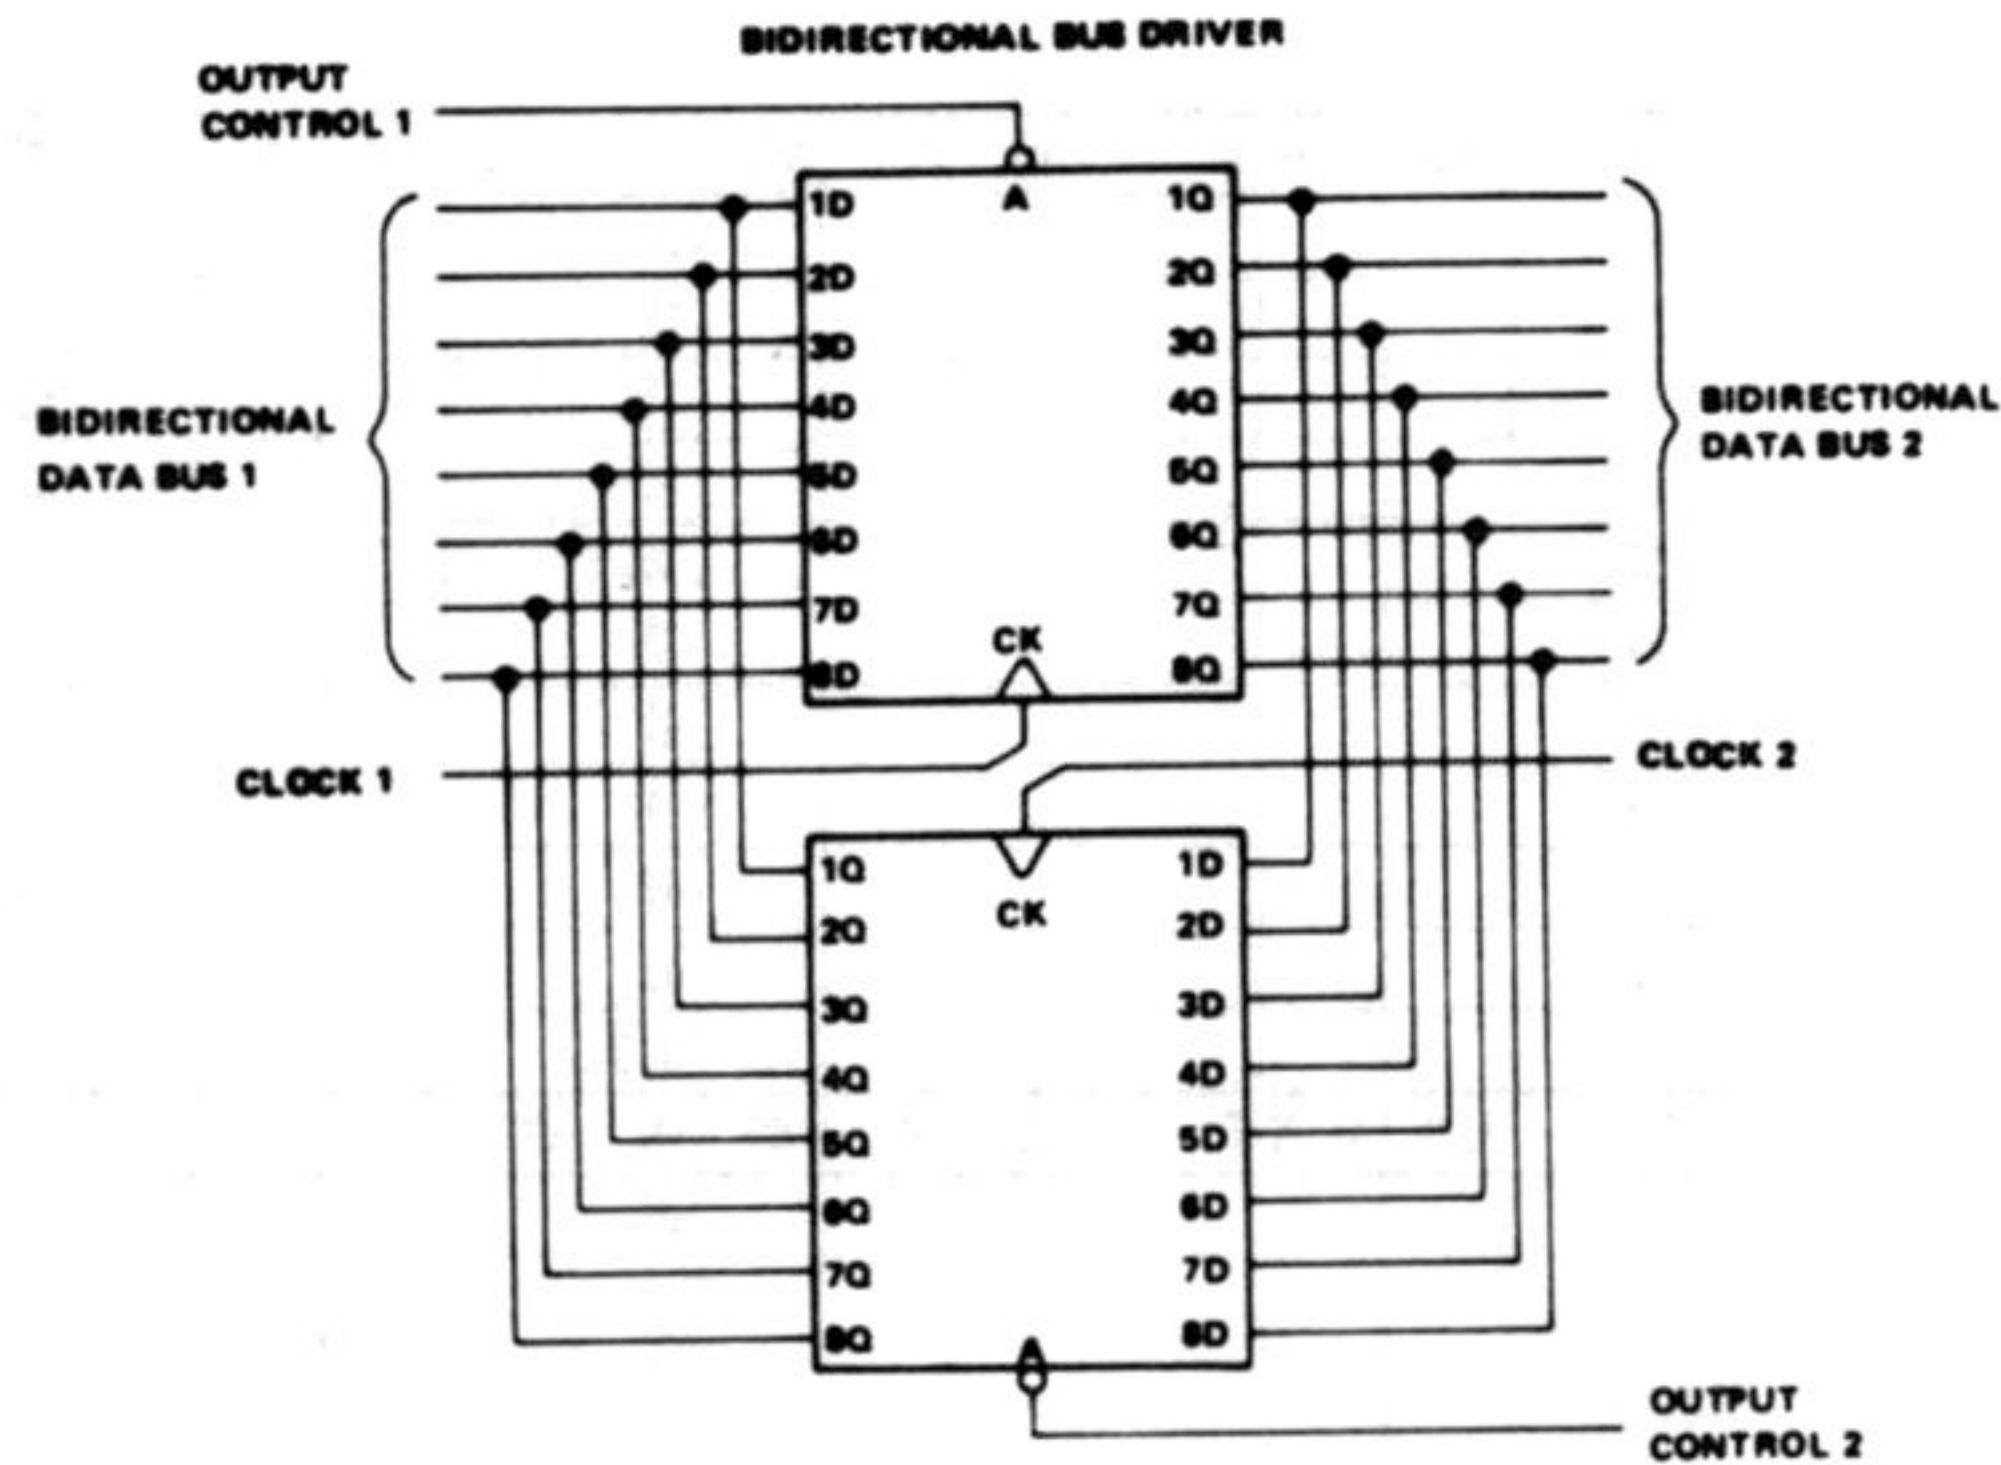 BIDIRECTIONAL BUS DRIVER
OUTPUT
CONTROL 1
1D
A
1Q
2D
2Q
3D
3Q
4D
4Q
BIDIRECTIONAL
DATA BUS 1
BIDIRECTIONAL
DATA BUS 2
5D
5Q
6D
6Q
7D
7Q
CK
8D
8Q
CLOCK 1
CLOCK 2
1Q
1D
CK
2Q
2D
3Q
3D
4Q
4D
5Q
5D
6Q
6D
7Q
7D
8Q
A
8D
OUTPUT
CONTROL 2